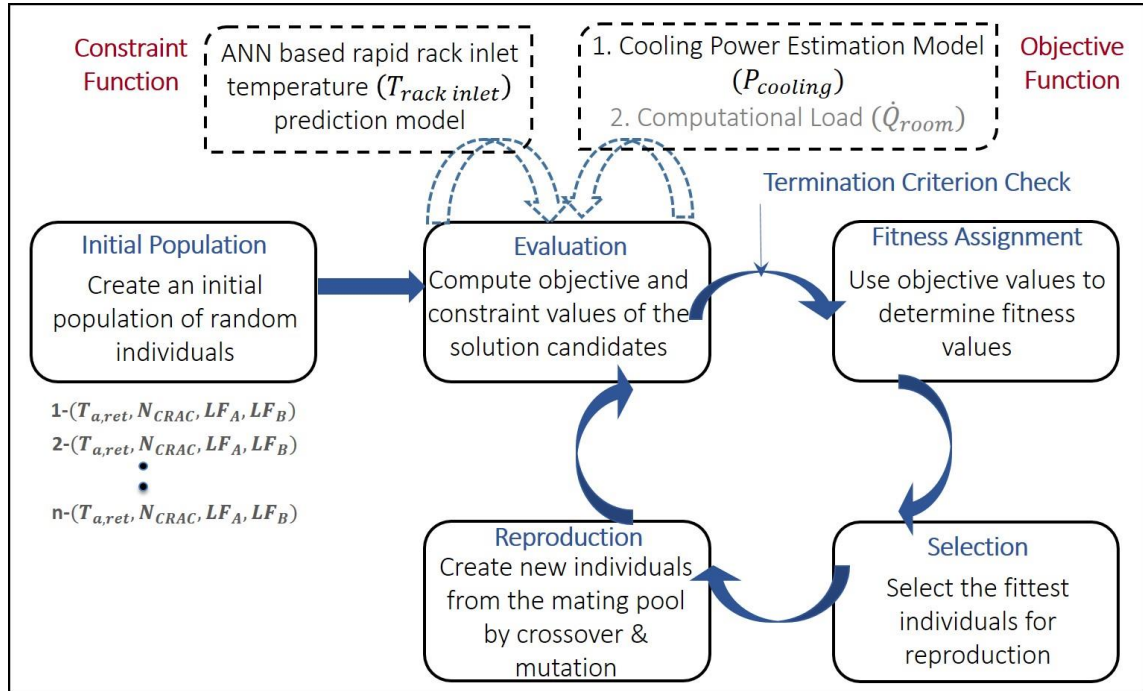 Constraint
Function
ANN based rapid rack inlet
temperature (T_rack inlet)
prediction model
1. Cooling Power Estimation Model
(P_cooling)
2. Computational Load (Q̇_room)
Objective
Function
Termination Criterion Check
Initial Population
Create an initial
population of random
individuals
Evaluation
Compute objective and
constraint values of the
solution candidates
Fitness Assignment
Use objective values to
determine fitness
values
1-(T_a,ret, N_CRAC, LF_A, LF_B)
2-(T_a,ret, N_CRAC, LF_A, LF_B)
n-(T_a,ret, N_CRAC, LF_A, LF_B)
Reproduction
Create new individuals
from the mating pool
by crossover &
mutation
Selection
Select the fittest
individuals for
reproduction